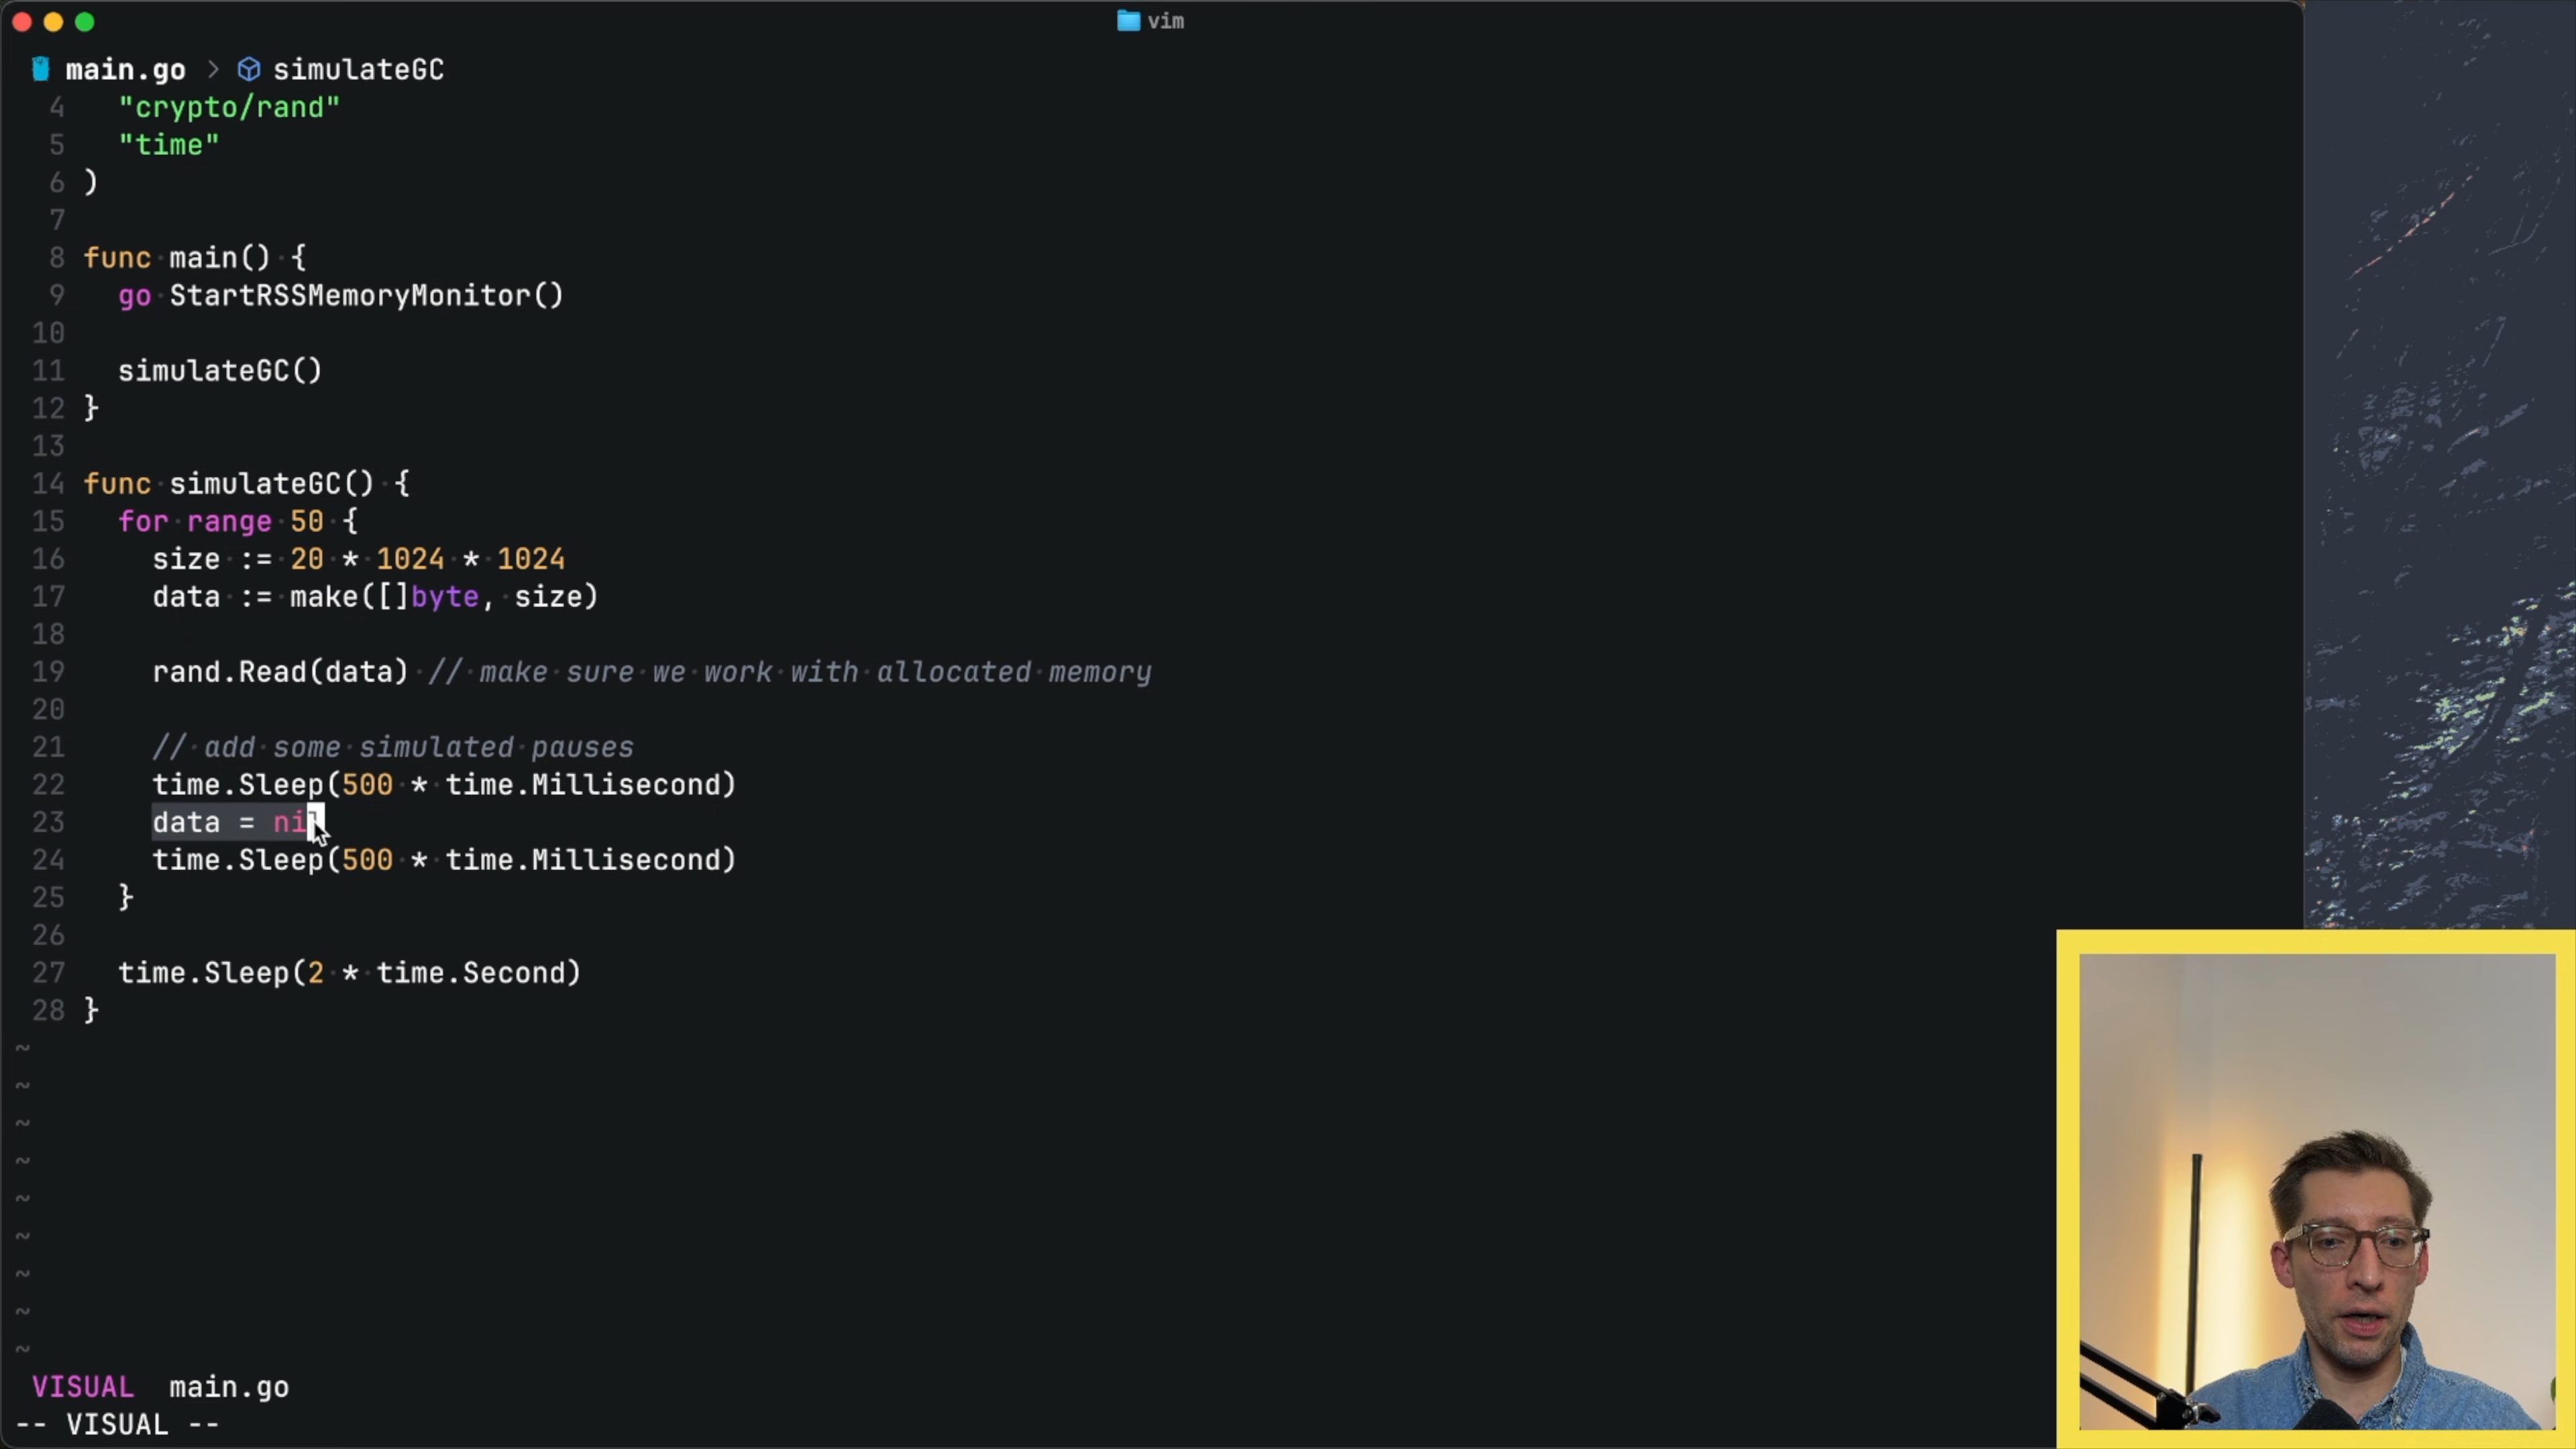 vim
main.go > simulateGC
4 "crypto/rand"
5 "time"
6 )
7
8 func main() {
9 go StartRSSMemoryMonitor()
10
11 simulateGC()
12 }
13
14 func simulateGC() {
15 for range 50 {
16 size := 20 * 1024 * 1024
17 data := make([]byte, size)
18
19 rand.Read(data) // make sure we work with allocated memory
20
21 // add some simulated pauses
22 time.Sleep(500 * time.Millisecond)
23 data = nil
24 time.Sleep(500 * time.Millisecond)
25 }
26
27 time.Sleep(2 * time.Second)
28 }
~
~
~
~
~
~
~
~
~
VISUAL main.go
-- VISUAL --